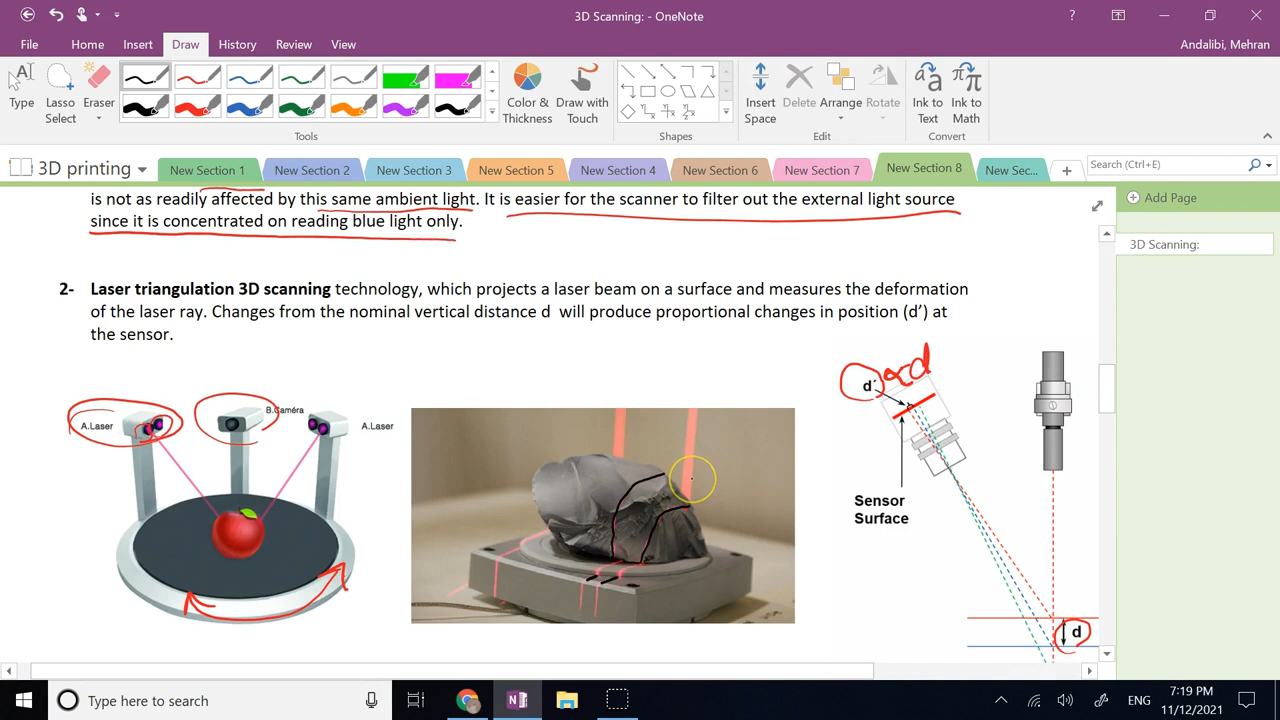 3D Scanning: - OneNote
?
File
Home
Insert
Draw
History
Review
View
Andalibi, Mehran
Type
Lasso Select
Eraser
Color & Thickness
Draw with Touch
Insert Space
Delete
Arrange
Rotate
Ink to Text
Ink to Math
Tools
Shapes
Edit
Convert
3D printing
New Section 1
New Section 2
New Section 3
New Section 4
New Section 5
New Section 6
New Section 7
New Section 8
New Sec...
Search (Ctrl+E)
Add Page
3D Scanning:
is not as readily affected by this same ambient light. It is easier for the scanner to filter out the external light source
since it is concentrated on reading blue light only.
2- Laser triangulation 3D scanning technology, which projects a laser beam on a surface and measures the deformation
of the laser ray. Changes from the nominal vertical distance d will produce proportional changes in position (d’) at
the sensor.
A.Laser
B.Caméra
A.Laser
d' ∝ d
Sensor
Surface
d
Type here to search
ENG
7:19 PM
11/12/2021